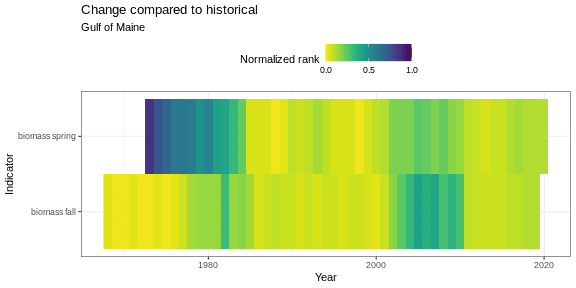 Change compared to historical
Gulf of Maine
Normalized rank
0.0 0.5 1.0
biomass spring
biomass fall
Indicator
1980 2000 2020
Year